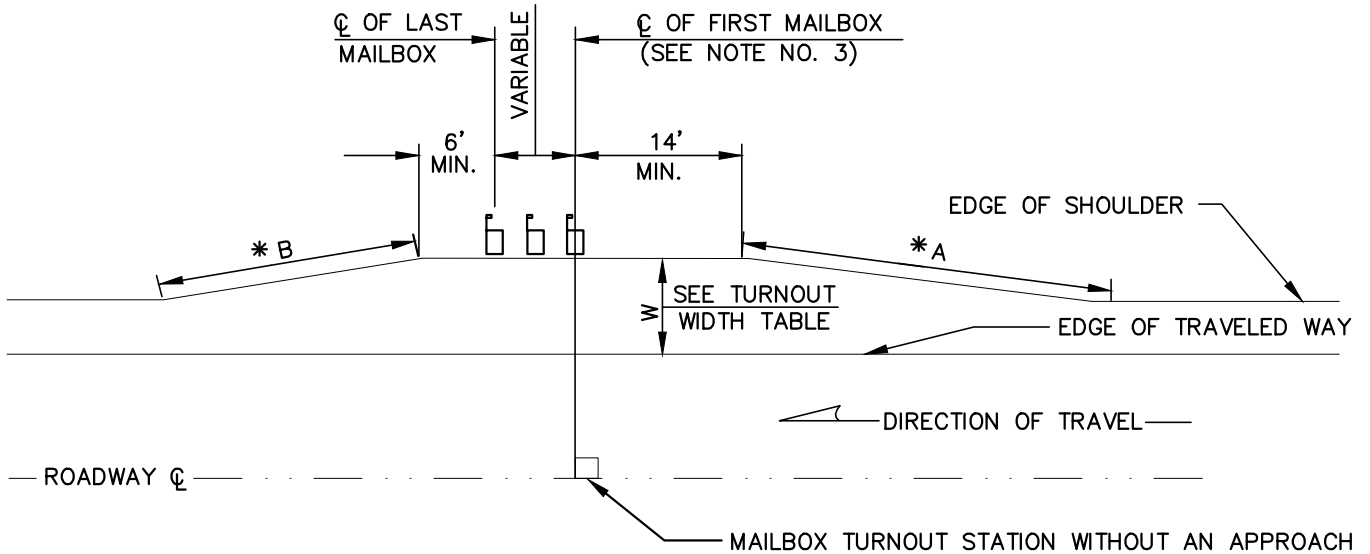 ℄ OF LAST
MAILBOX
VARIABLE
℄ OF FIRST MAILBOX
(SEE NOTE NO. 3)
6'
MIN.
14'
MIN.
EDGE OF SHOULDER
* B
* A
W
SEE TURNOUT
WIDTH TABLE
EDGE OF TRAVELED WAY
DIRECTION OF TRAVEL
ROADWAY ℄
MAILBOX TURNOUT STATION WITHOUT AN APPROACH